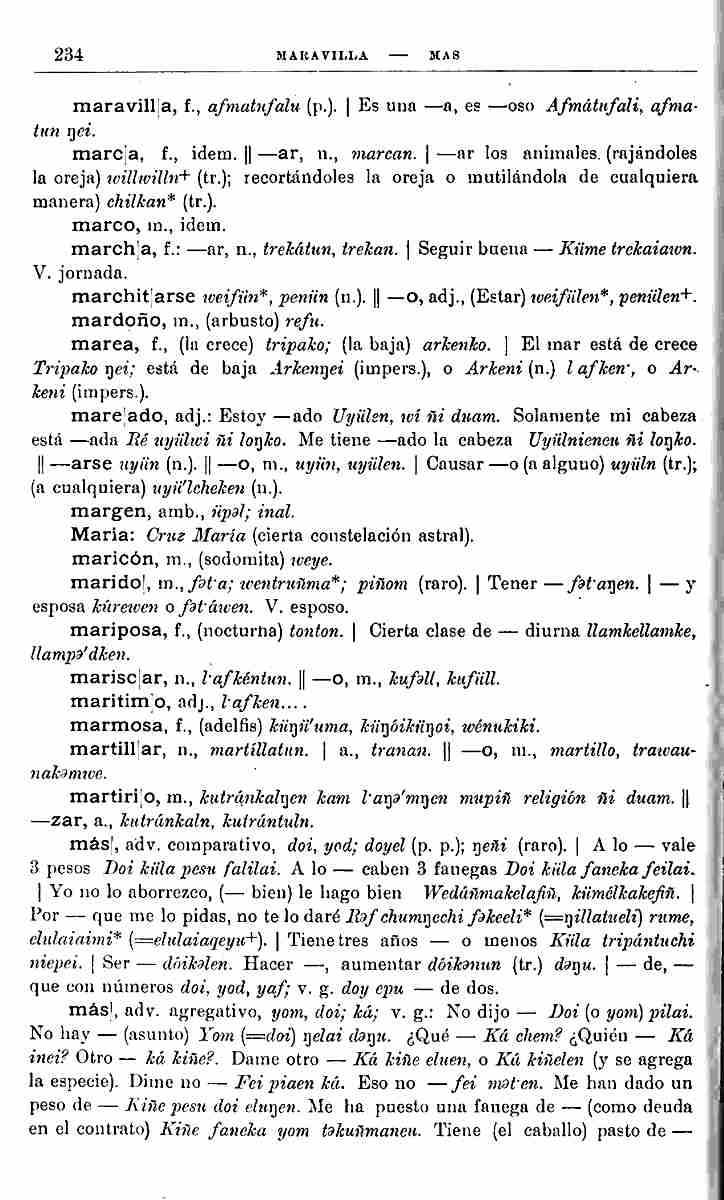 234 MARAVILLA — MAS
maravill|a, f., afmatufalu (p.). | Es una —a, es —oso Afmátufali, afma-
tun ŋei.
marc|a, f., idem. || —ar, n., marcan. | —ar los animales. (rajándoles
la oreja) willwilln+ (tr.); recortándoles la oreja o mutilándola de cualquiera
manera) chilkan* (tr.).
marco, m., idem.
march|a, f.: —ar, n., trekátun, trekan. | Seguir buena — Küme trekaiawn.
V. jornada.
marchit|arse weifün*, penün (n.). || —o, adj., (Estar) weifülen*, penülen+.
mardoño, m., (arbusto) refu.
marea, f., (la crece) tripako; (la baja) arkenko. | El mar está de crece
Tripako ŋei; está de baja Arkenŋei (impers.), o Arkeni (n.) l·afken·, o Ar-
keni (impers.).
mare|ado, adj.: Estoy —ado Uyülen, wí ñi duam. Solamente mi cabeza
está —ada Ré uyülwi ñi loŋko. Me tiene —ado la cabeza Uyülnieneu ñi loŋko.
|| —arse uyün (n.). || —o, m., uyün, uyülen. | Causar —o (a alguno) uyüln (tr.);
(a cualquiera) uyü'lcheken (n.).
margen, amb., üpəl; inal.
María: Cruz María (cierta constelación astral).
maricón, m., (sodomita) weye.
marido|, m., fət·a; wentruñma*; piñom (raro). | Tener — fət·aŋen. | — y
esposa kúrewen o fət·áwen. V. esposo.
mariposa, f., (nocturna) tonton. | Cierta clase de — diurna llamkellamke,
llampə'dken.
marisc|ar, n., l·afkéntun. || —o, m., kufəll, kufüll.
maritim|o, adj., l·afken....
marmosa, f., (adelfis) küŋü'uma, küŋóiküŋoi, wénukiki.
martill|ar, n., martíllatun. | a., tranan. || —o, m., martillo, trawau-
nakəmwe.
martiri|o, m., kutránkalŋen kam l·aŋə'mŋen mupiñ religión ñi duam. ||
—zar, a., kutránkaln, kutrántuln.
más|, adv. comparativo, doi, yod; doyel (p. p.); ŋeñi (raro). | A lo — vale
3 pesos Doi küla pesu falilai. A lo — caben 3 fanegas Doi küla faneka feilai.
| Yo no lo aborrezco, (— bien) le hago bien Wedáñmakelafiñ, kümélkakefiñ. |
Por — que me lo pidas, no te lo daré Rəf chumŋechi fəkeeli* (=ŋillatueli) rume,
elulaiaimi* (=elulaiaqeyu+). | Tiene tres años — o menos Küla tripántuchi
niepei. | Ser — dóikəlen. Hacer —, aumentar dóikənun (tr.) dəŋu. | — de, —
que con números doi, yod, yaf; v. g. doy epu — de dos.
más|, adv. agregativo, yom, doi; ká; v. g.: No dijo — Doi (o yom) pilai.
No hay — (asunto) Yom (=doi) ŋelai dəŋu. ¿Qué — Ká chem? ¿Quién — Ká
inei? Otro — ká kiñe?. Dame otro — Ká kiñe eluen, o Ká kiñelen (y se agrega
la especie). Dime no — Fei piaen ká. Eso no — fei mət·en. Me han dado un
peso de — Kiñe pesu doi eluŋen. Me ha puesto una fanega de — (como deuda
en el contrato) Kiñe faneka yom təkuñmaneu. Tiene (el caballo) pasto de —